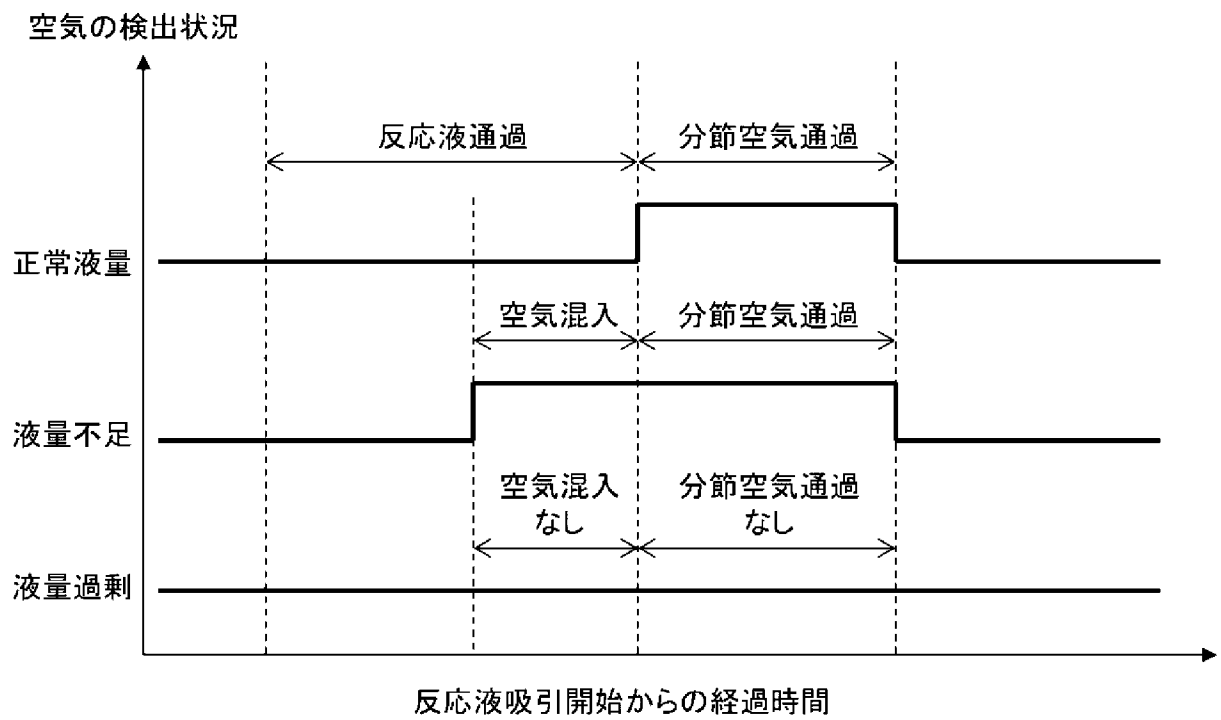 空気の検出状況
反応液通過
分節空気通過
正常液量
空気混入
分節空気通過
液量不足
空気混入
なし
分節空気通過
なし
液量過剰
反応液吸引開始からの経過時間